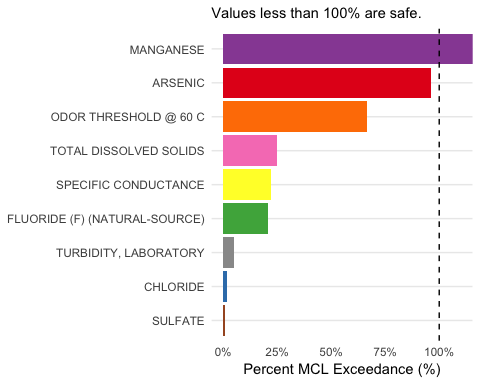 Values less than 100% are safe.
MANGANESE
ARSENIC
ODOR THRESHOLD @ 60 C
TOTAL DISSOLVED SOLIDS
SPECIFIC CONDUCTANCE
FLUORIDE (F) (NATURAL-SOURCE)
TURBIDITY, LABORATORY
CHLORIDE
SULFATE
0% 25% 50% 75% 100%
Percent MCL Exceedance (%)